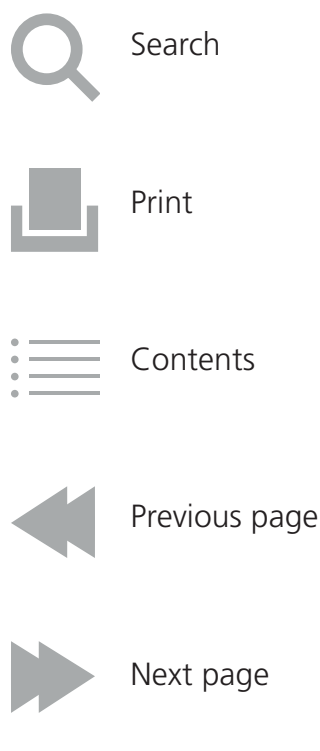 Search
Print
Contents
Previous page
Next page